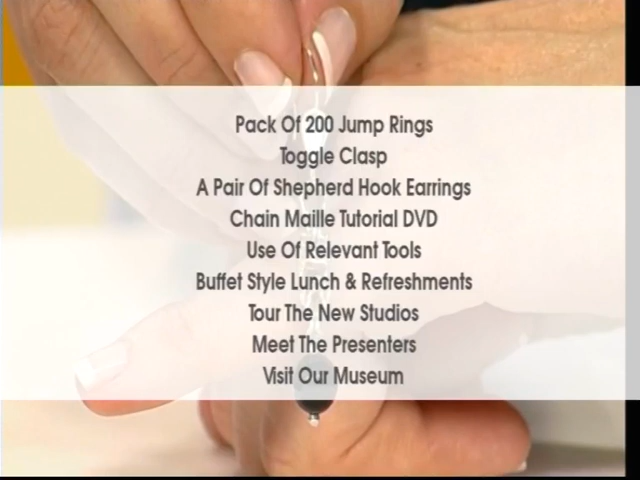 Pack Of 200 Jump Rings
Toggle Clasp
A Pair Of Shepherd Hook Earrings
Chain Maille Tutorial DVD
Use Of Relevant Tools
Buffet Style Lunch & Refreshments
Tour The New Studios
Meet The Presenters
Visit Our Museum